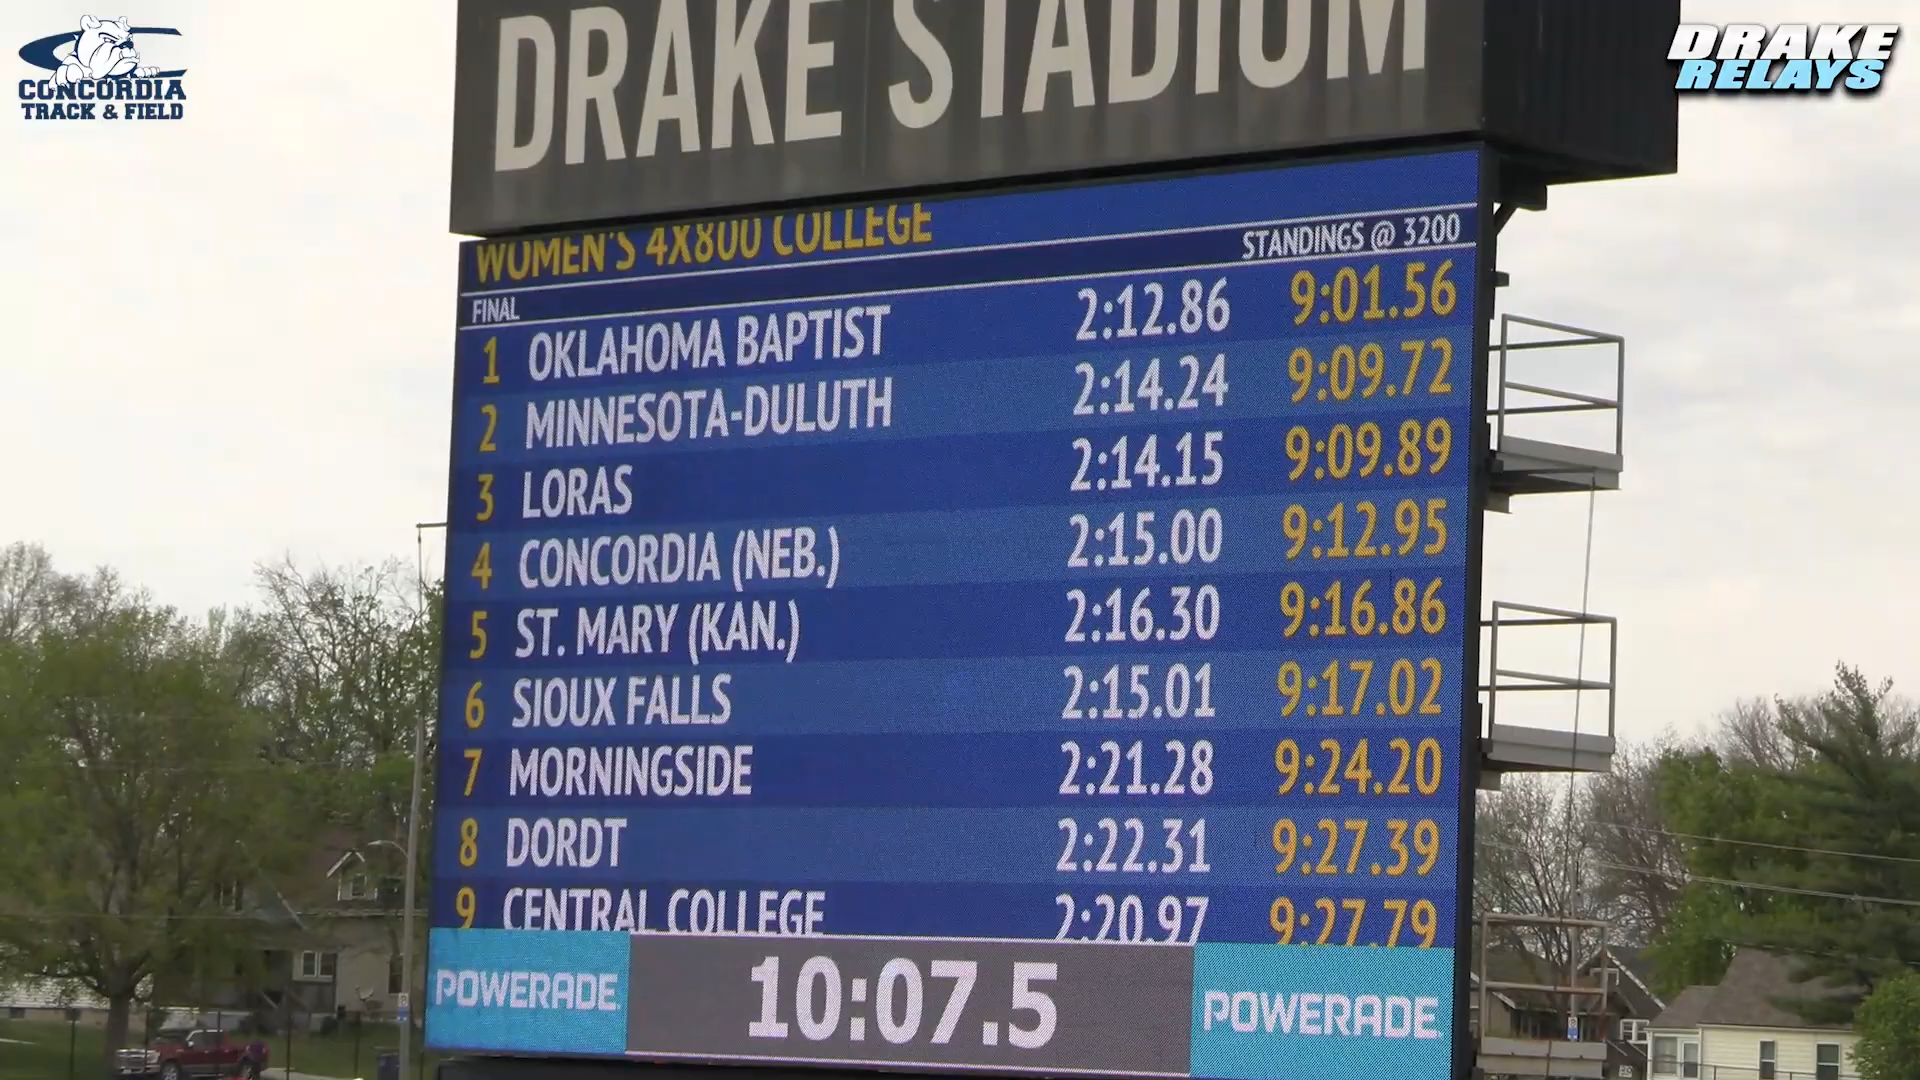 CONCORDIA
TRACK & FIELD
DRAKE STADIUM
DRAKE
RELAYS
WOMEN'S 4X800 COLLEGE
STANDINGS @ 3200
FINAL
1 OKLAHOMA BAPTIST 2:12.86 9:01.56
2 MINNESOTA-DULUTH 2:14.24 9:09.72
3 LORAS 2:14.15 9:09.89
4 CONCORDIA (NEB.) 2:15.00 9:12.95
5 ST. MARY (KAN.) 2:16.30 9:16.86
6 SIOUX FALLS 2:15.01 9:17.02
7 MORNINGSIDE 2:21.28 9:24.20
8 DORDT 2:22.31 9:27.39
9 CENTRAL COLLEGE 2:20.97 9:27.79
POWERADE 10:07.5 POWERADE